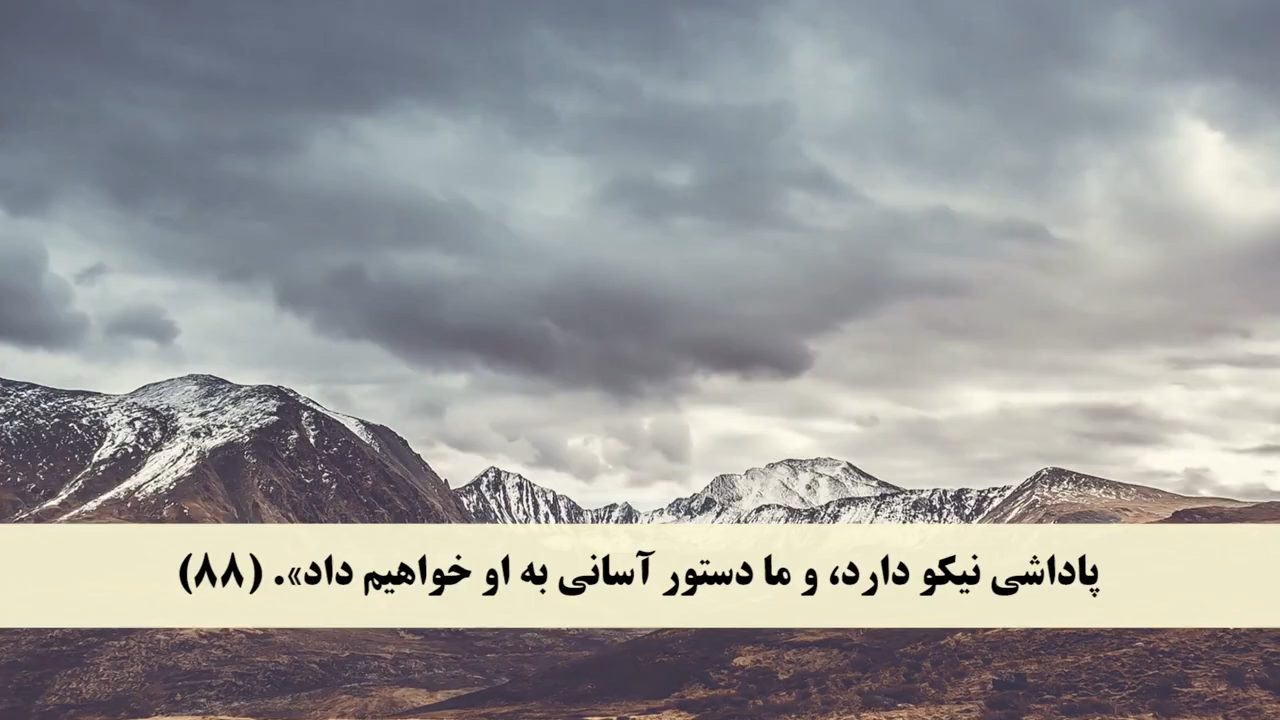 پاداشی نیکو دارد، و ما دستور آسانی به او خواهیم داد». (۸۸)